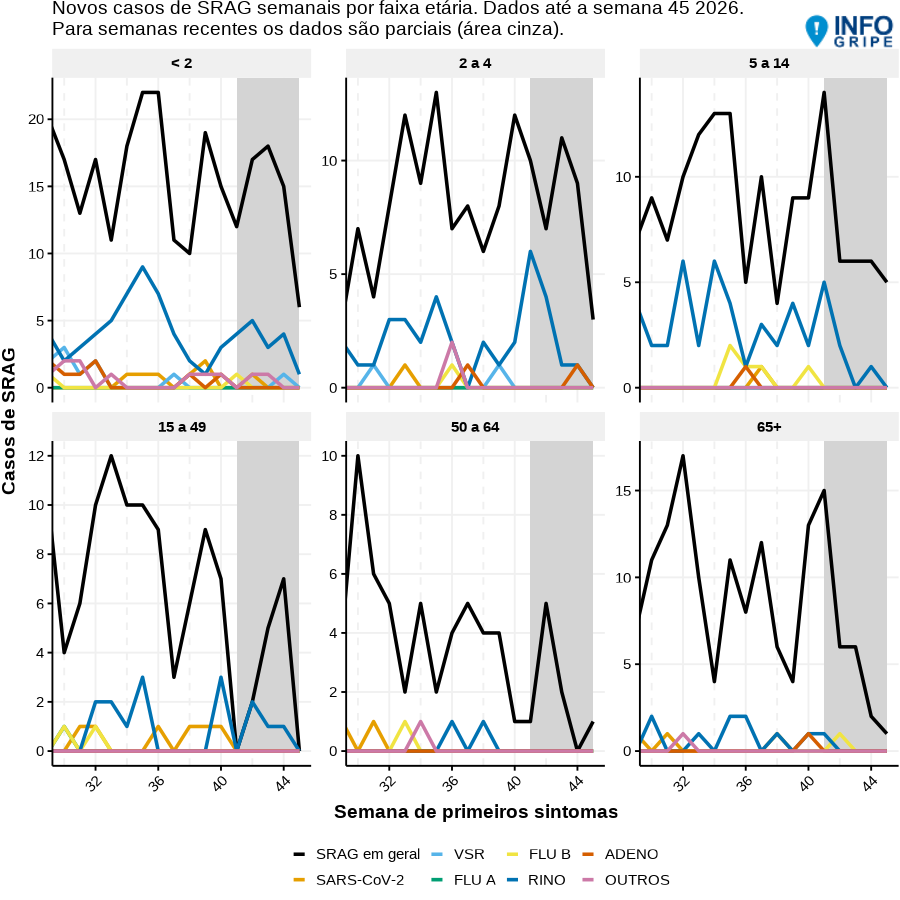 Novos casos de SRAG semanais por faixa etária. Dados até a semana 45 2026.
Para semanas recentes os dados são parciais (área cinza).
INFO
GRIPE
< 2
2 a 4
5 a 14
20
15
10
5
0
10
5
0
10
5
0
Casos de SRAG
15 a 49
50 a 64
65+
12
10
8
6
4
2
0
10
8
6
4
2
0
15
10
5
0
32 36 40 44
32 36 40 44
32 36 40 44
Semana de primeiros sintomas
SRAG em geral VSR FLU B ADENO
SARS-CoV-2 FLU A RINO OUTROS